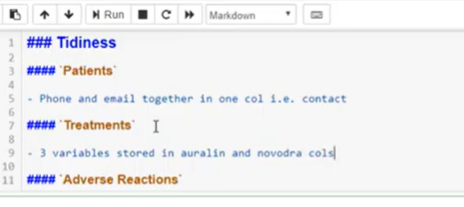 Run
Markdown
1 ### Tidiness
2
3 #### `Patients`
4
5 - Phone and email together in one col i.e. contact
6
7 #### `Treatments`
8
9 - 3 variables stored in auralin and novodra cols
10
11 #### `Adverse Reactions`